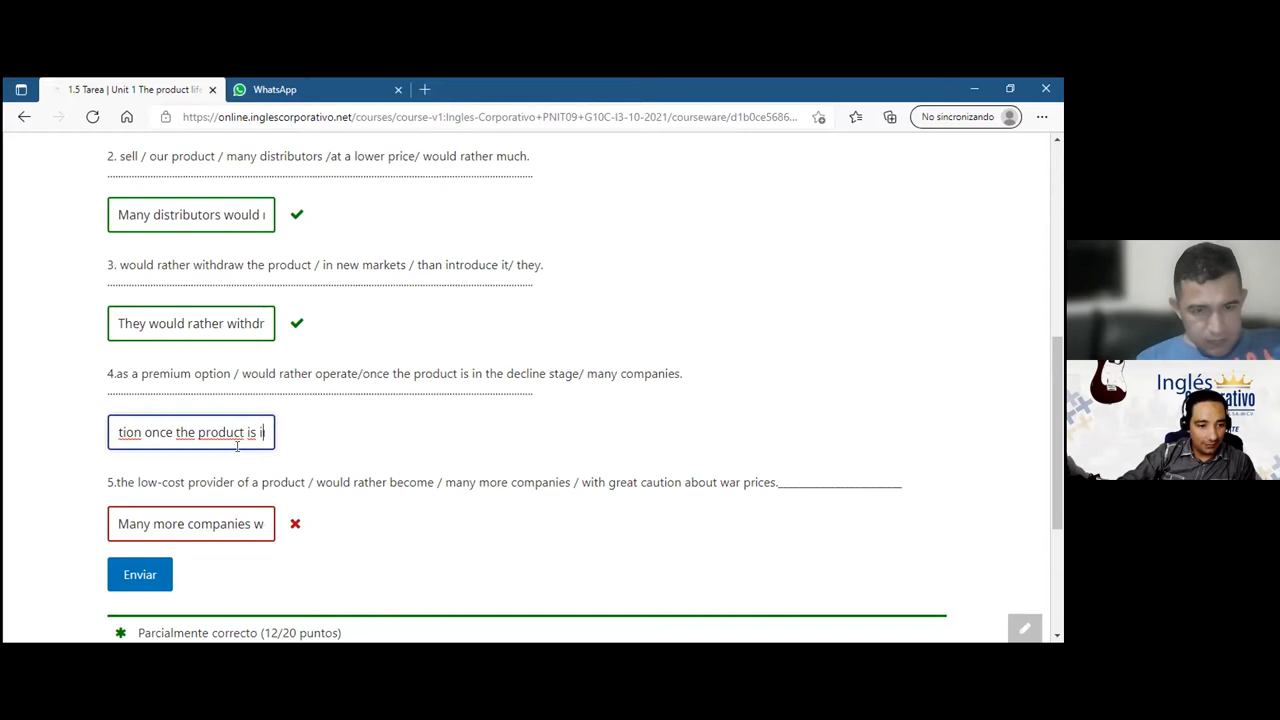 1.5 Tarea | Unit 1 The product life
WhatsApp
https://online.inglescorporativo.net/courses/course-v1:Ingles-Corporativo+PNIT09+G10C-I3-10-2021/courseware/d1b0ce5686...
No sincronizando
2. sell / our product / many distributors /at a lower price/ would rather much.
Many distributors would
3. would rather withdraw the product / in new markets / than introduce it/ they.
They would rather withdr
4.as a premium option / would rather operate/once the product is in the decline stage/ many companies.
tion once the product is i
5.the low-cost provider of a product / would rather become / many more companies / with great caution about war prices.______________________
Many more companies w
Enviar
Parcialmente correcto (12/20 puntos)
Inglés